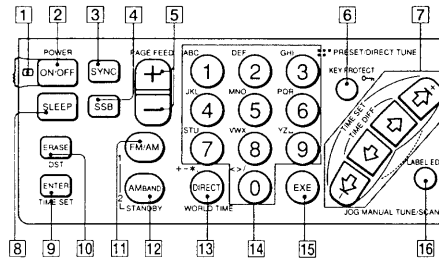 1 2 3 4 5 6 7
POWER PAGE FEED ABC DEF GHI PRESET/DIRECT TUNE
ON·OFF SYNC + 1 2 3 KEY PROTECT
JKL MNO PQR
SLEEP SSB − 4 5 6 TIME SET TIME DIFF + −
STU VWX YZ
ERASE FM/AM 7 8 9
DST 1
+-* <>/ LABEL ED
ENTER AM BAND DIRECT 0 EXE
TIME SET 2 STANDBY WORLD TIME JOG MANUAL TUNE/SCAN
8 9 10 11 12 13 14 15 16